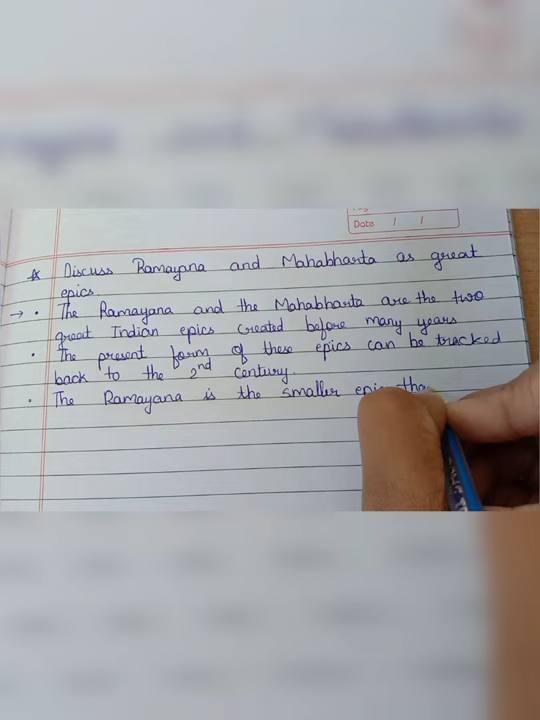 Date / /
☆ Discuss Ramayana and Mahabharta as great
epics.
→ • The Ramayana and the Mahabharta are the two
great Indian epics created before many years
• The present form of these epics can be tracked
back to the 2nd century.
• The Ramayana is the smaller epic